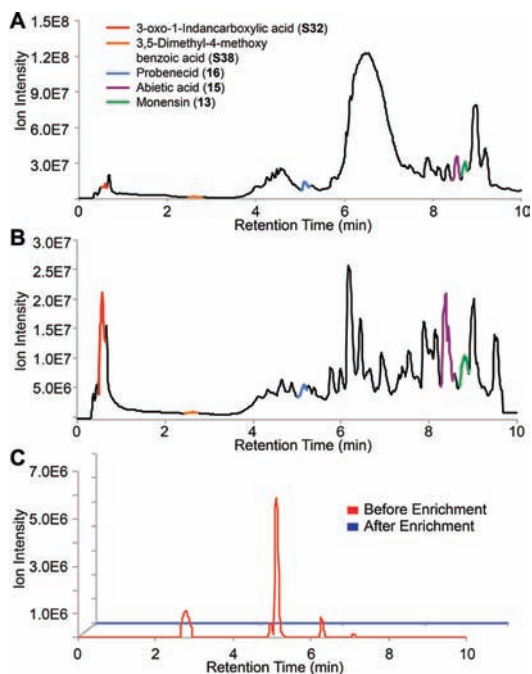 A
1.5E8
1.2E8
9.0E7
6.0E7
3.0E7
Ion Intensity
3-oxo-1-Indancarboxylic acid (S32)
3,5-Dimethyl-4-methoxy
benzoic acid (S38)
Probenecid (16)
Abietic acid (15)
Monensin (13)
0 2 4 6 8 10
Retention Time (min)
B
3.0E7
2.5E7
2.0E7
1.5E7
1.0E7
5.0E6
Ion Intensity
0 2 4 6 8 10
Retention Time (min)
C
7.0E6
5.0E6
3.0E6
1.0E6
Ion Intensity
Before Enrichment
After Enrichment
0 2 4 6 8 10
Retention Time (min)